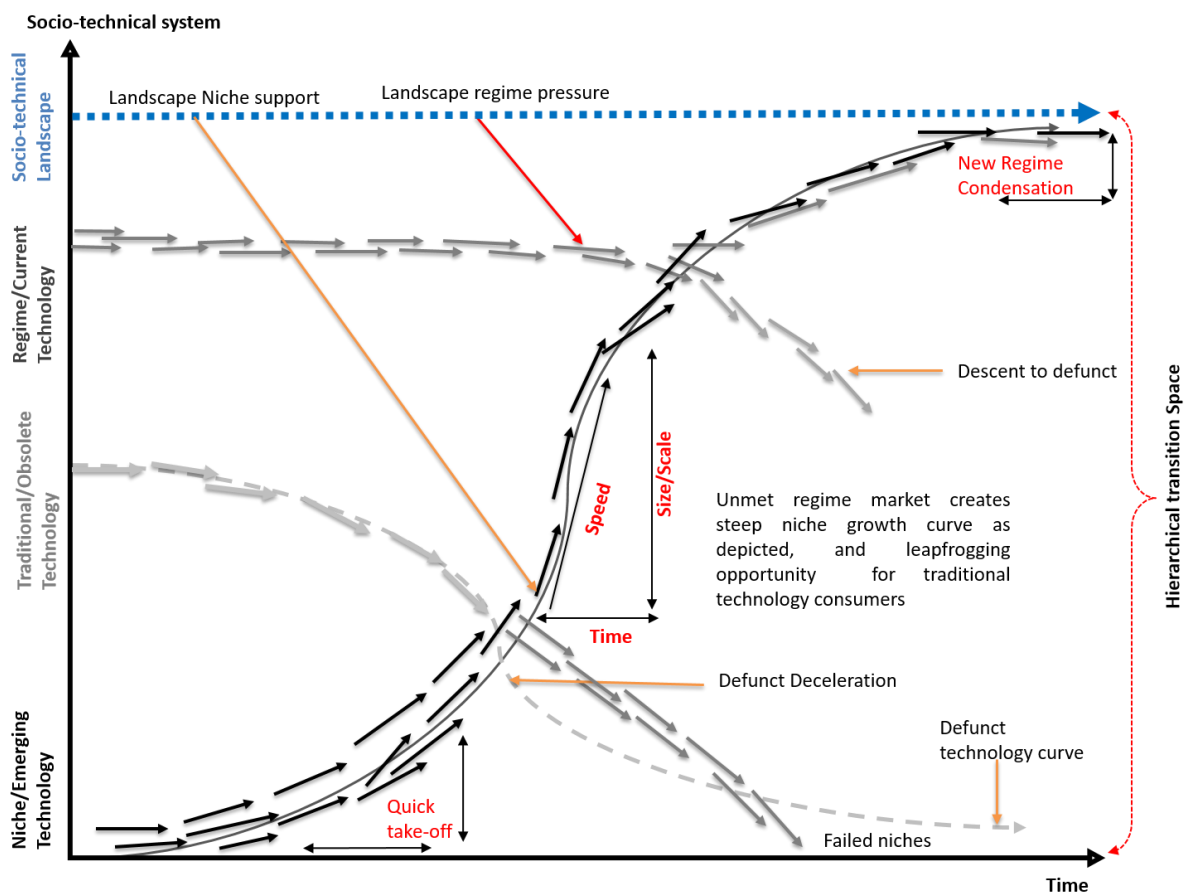 Socio-technical system
Socio-technical
Landscape
Landscape Niche support
Landscape regime pressure
New Regime
Condensation
Regime/Current
Technology
Descent to defunct
Traditional/Obsolete
Technology
Speed
Size/Scale
Time
Unmet regime market creates
steep niche growth curve as
depicted, and leapfrogging
opportunity for traditional
technology consumers
Hierarchical transition Space
Defunct Deceleration
Defunct
technology curve
Niche/Emerging
Technology
Quick
take-off
Failed niches
Time